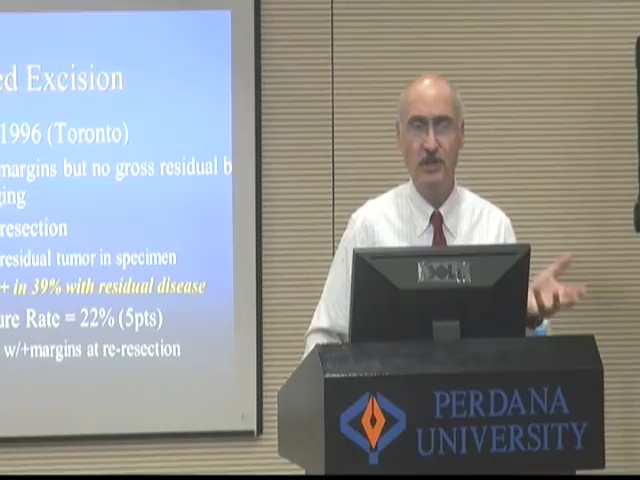 ed Excision
1996 (Toronto)
margins but no gross residual b
ging
resection
residual tumor in specimen
+ in 39% with residual disease
ure Rate = 22% (5pts)
w/+margins at re-resection
DELL
PERDANA
UNIVERSITY